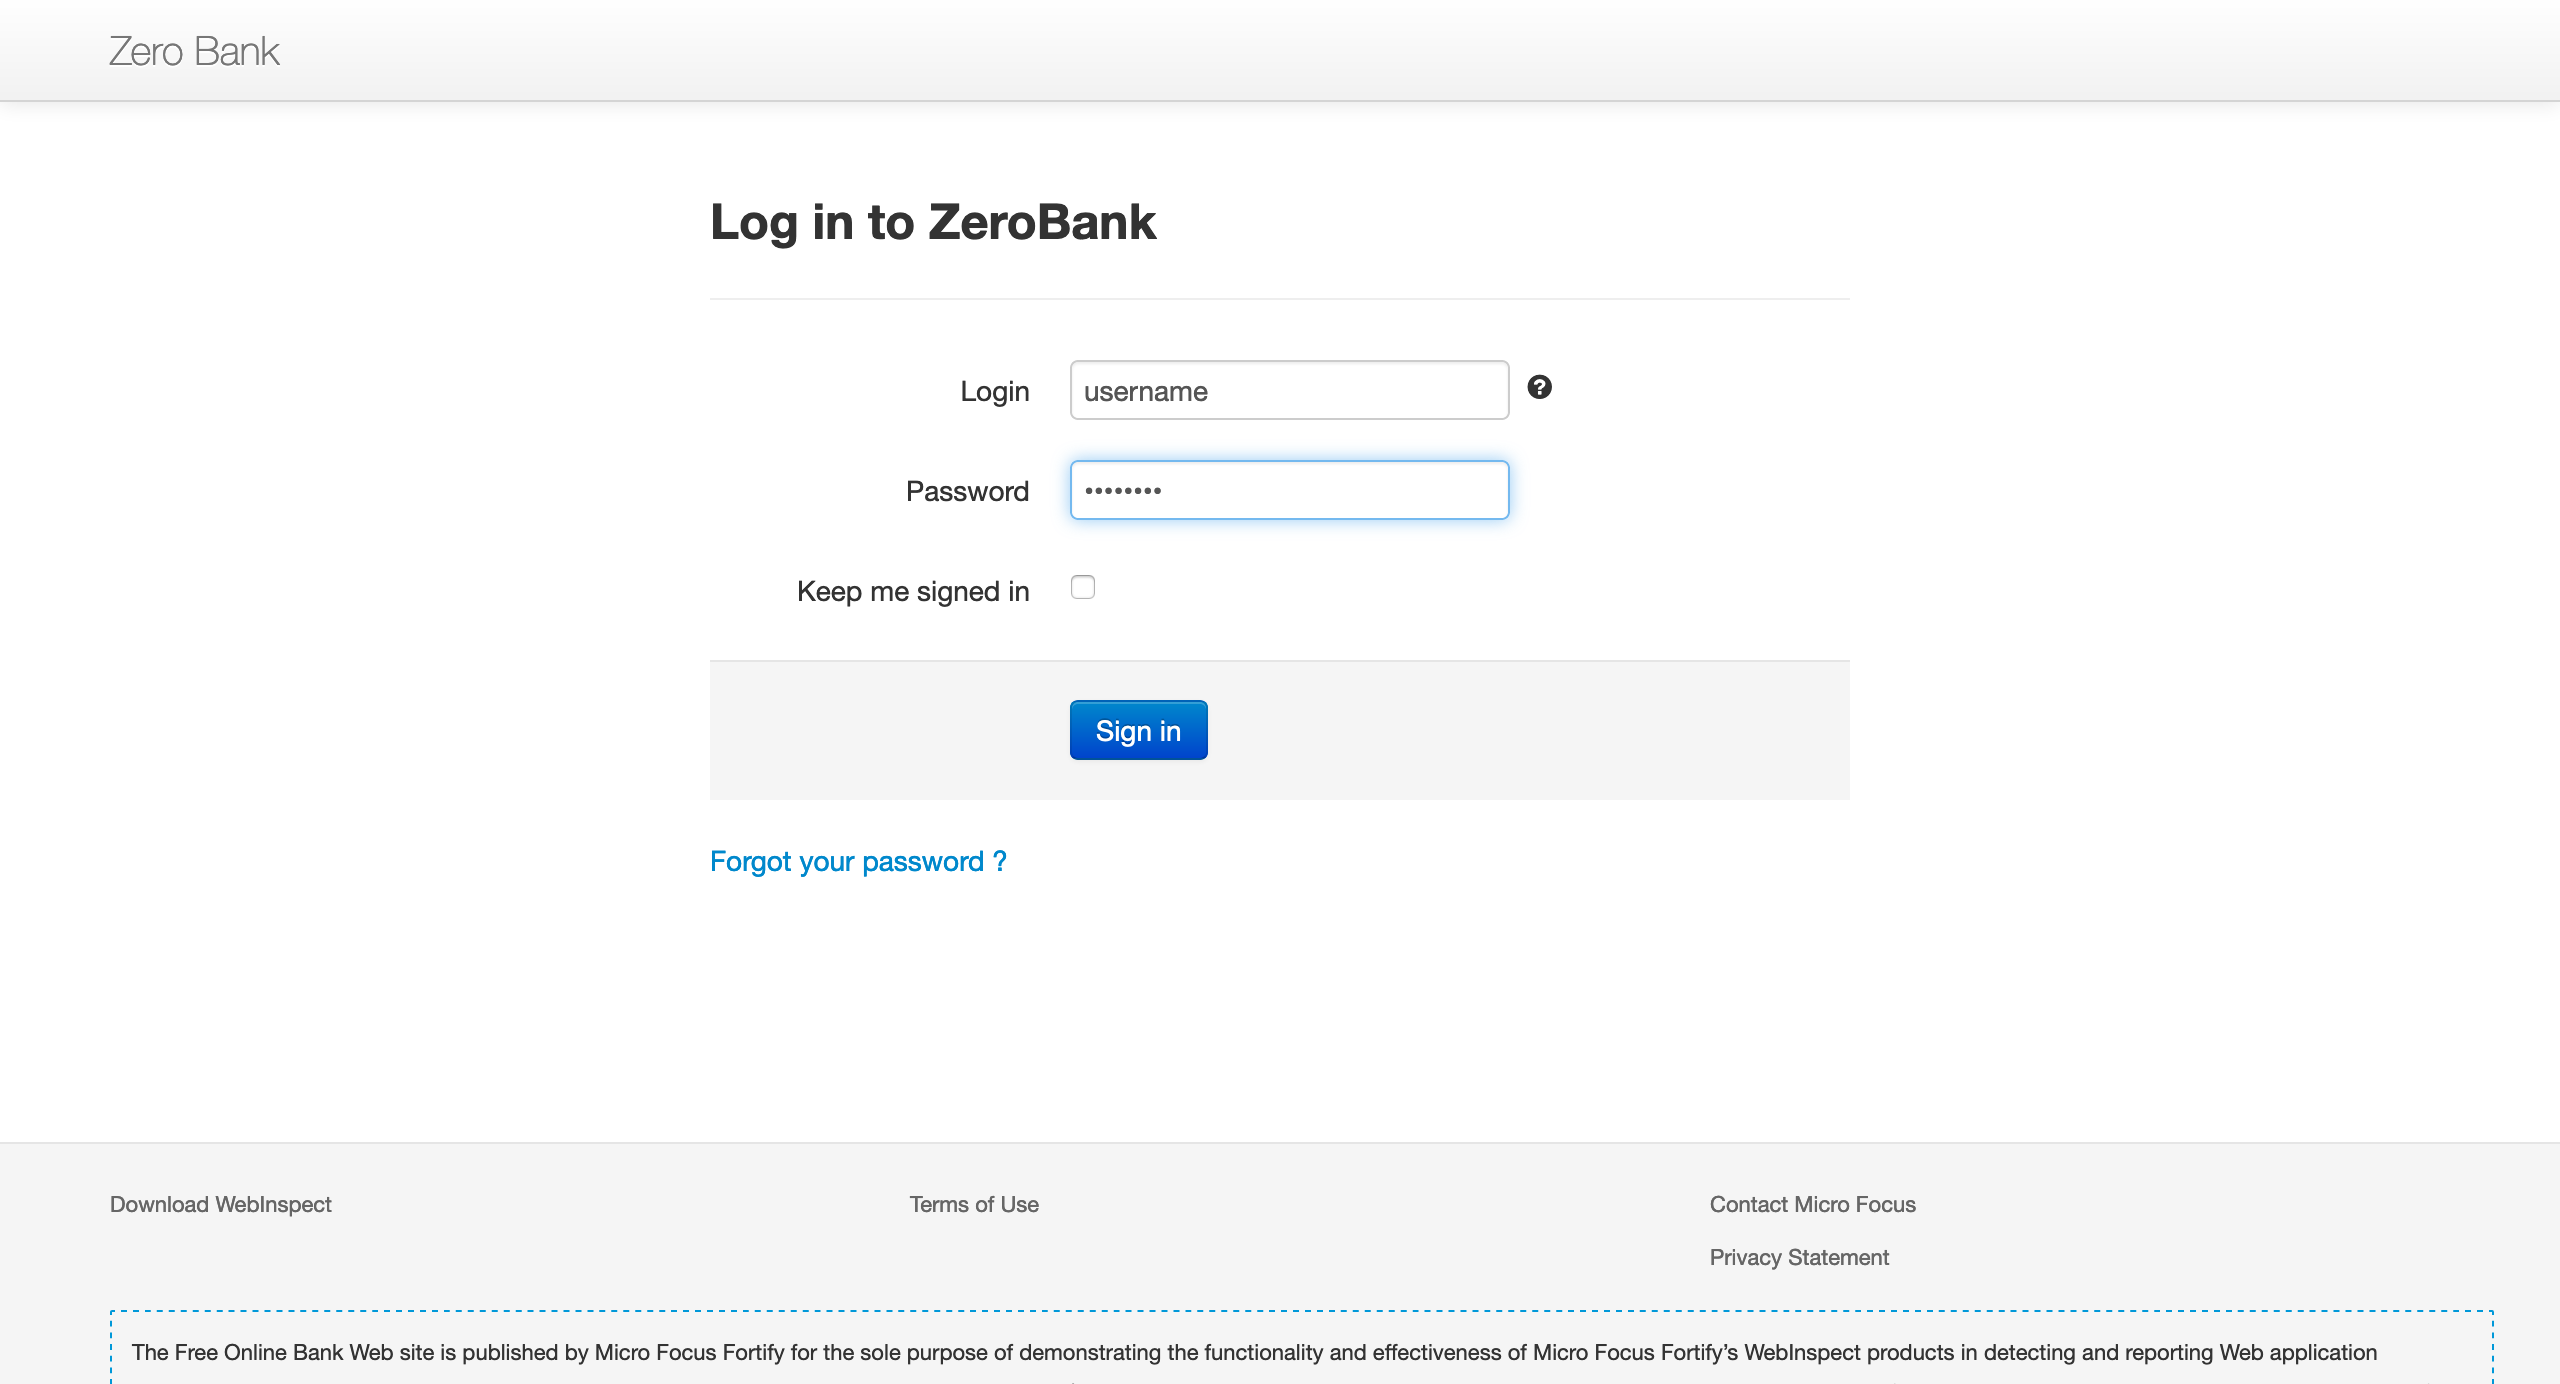 Zero Bank
Log in to ZeroBank
Login username
Password ••••••••
Keep me signed in
Sign in
Forgot your password ?
Download WebInspect Terms of Use Contact Micro Focus
Privacy Statement
The Free Online Bank Web site is published by Micro Focus Fortify for the sole purpose of demonstrating the functionality and effectiveness of Micro Focus Fortify’s WebInspect products in detecting and reporting Web application